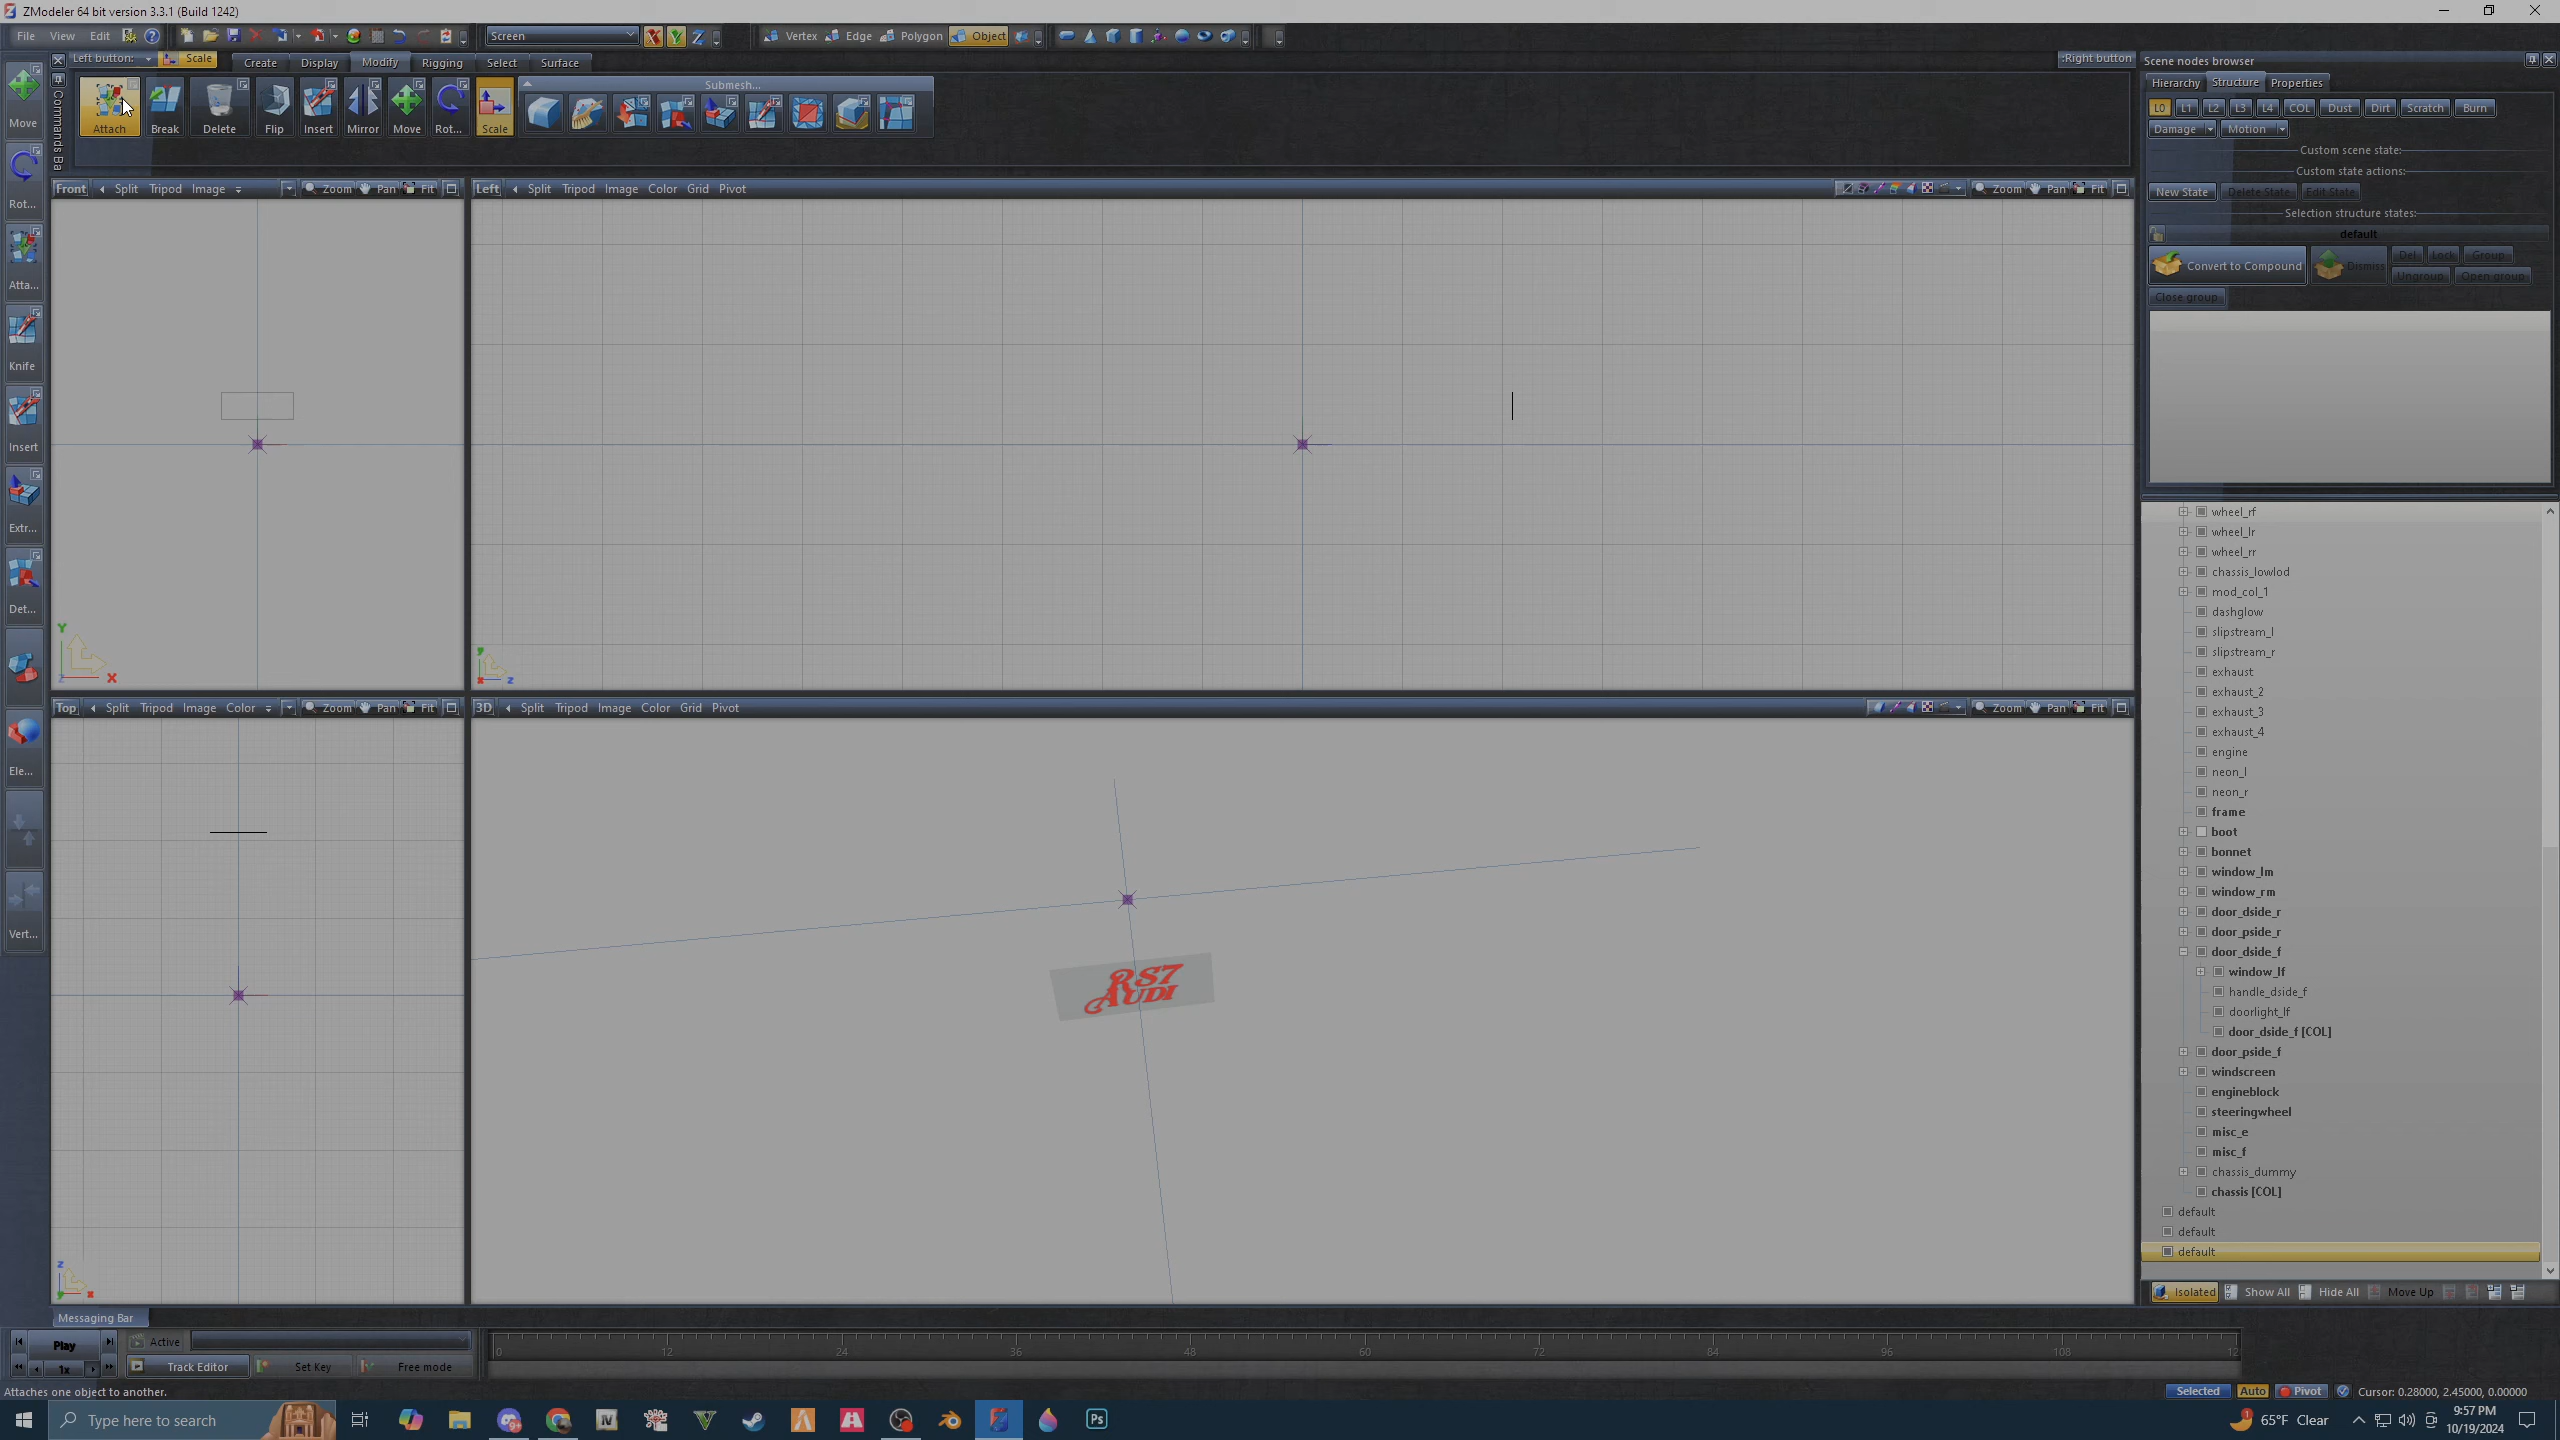 ZModeler 64 bit version 3.3.1 (Build 1242)
File View Edit Screen X Y Z Vertex Edge Polygon Object
Left button: Scale Create Display Modify Rigging Select Surface :Right button
Move
Rot...
Atta...
Knife
Insert
Extr...
Det...
Ele...
Vert...
Commands Ba
Attach Break Delete Flip Insert Mirror Move Rot... Scale
Submesh...
Front Split Tripod Image Zoom Pan Fit
Left Split Tripod Image Color Grid Pivot Zoom Pan Fit
Y
Z X
y
x z
Top Split Tripod Image Color Zoom Pan Fit
3D Split Tripod Image Color Grid Pivot Zoom Pan Fit
RS7
AUDI
z
y x
Scene nodes browser
Hierarchy Structure Properties
L0 L1 L2 L3 L4 COL Dust Dirt Scratch Burn
Damage Motion
Custom scene state:
Custom state actions:
New State Delete State Edit State
Selection structure states:
default
Convert to Compound Dismiss Del Lock Group
Ungroup Open group
Close group
wheel_rf
wheel_lr
wheel_rr
chassis_lowlod
mod_col_1
dashglow
slipstream_l
slipstream_r
exhaust
exhaust_2
exhaust_3
exhaust_4
engine
neon_l
neon_r
frame
boot
bonnet
window_lm
window_rm
door_dside_r
door_pside_r
door_dside_f
window_lf
handle_dside_f
doorlight_lf
door_dside_f [COL]
door_pside_f
windscreen
engineblock
steeringwheel
misc_e
misc_f
chassis_dummy
chassis [COL]
default
default
default
Isolated Show All Hide All Move Up
Messaging Bar
Play Active
1x Track Editor Set Key Free mode
0 12 24 36 48 60 72 84 96 108 12
Attaches one object to another.
Selected Auto Pivot Cursor: 0.28000, 2.45000, 0.00000
Type here to search
Ps
65°F Clear
9:57 PM
10/19/2024